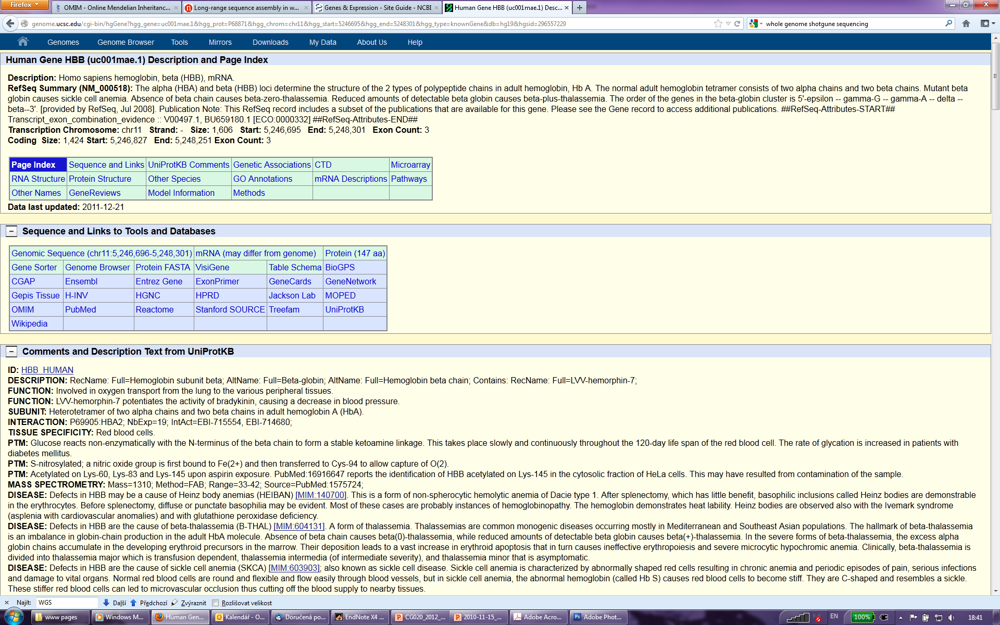 Firefox
OMIM - Online Mendelian Inheritanc...
Long-range sequence assembly in w...
Genes & Expression - Site Guide - NCBI
Human Gene HBB (uc001mae.1) Desc...
genome.ucsc.edu/cgi-bin/hgGene?hgg_gene=uc001mae.1&hgg_prot=P68871&hgg_chrom=chr11&hgg_start=5246695&hgg_end=5248301&hgg_type=knownGene&db=hg19&hgsid=296557229
whole genome shotgune sequencing
Genomes Genome Browser Tools Mirrors Downloads My Data About Us Help
Human Gene HBB (uc001mae.1) Description and Page Index
Description: Homo sapiens hemoglobin, beta (HBB), mRNA.
RefSeq Summary (NM_000518): The alpha (HBA) and beta (HBB) loci determine the structure of the 2 types of polypeptide chains in adult hemoglobin, Hb A. The normal adult hemoglobin tetramer consists of two alpha chains and two beta chains. Mutant beta
globin causes sickle cell anemia. Absence of beta chain causes beta-zero-thalassemia. Reduced amounts of detectable beta globin causes beta-plus-thalassemia. The order of the genes in the beta-globin cluster is 5'-epsilon -- gamma-G -- gamma-A -- delta --
beta--3'. [provided by RefSeq, Jul 2008]. Publication Note: This RefSeq record includes a subset of the publications that are available for this gene. Please see the Gene record to access additional publications. ##RefSeq-Attributes-START##
Transcript_exon_combination_evidence :: V00497.1, BU659180.1 [ECO:0000332] ##RefSeq-Attributes-END##
Transcription Chromosome: chr11 Strand: - Size: 1,606 Start: 5,246,695 End: 5,248,301 Exon Count: 3
Coding Size: 1,424 Start: 5,246,827 End: 5,248,251 Exon Count: 3
Page Index Sequence and Links UniProtKB Comments Genetic Associations CTD Microarray
RNA Structure Protein Structure Other Species GO Annotations mRNA Descriptions Pathways
Other Names GeneReviews Model Information Methods
Data last updated: 2011-12-21
Sequence and Links to Tools and Databases
Genomic Sequence (chr11:5,246,696-5,248,301) mRNA (may differ from genome) Protein (147 aa)
Gene Sorter Genome Browser Protein FASTA VisiGene Table Schema BioGPS
CGAP Ensembl Entrez Gene ExonPrimer GeneCards GeneNetwork
Gepis Tissue H-INV HGNC HPRD Jackson Lab MOPED
OMIM PubMed Reactome Stanford SOURCE Treefam UniProtKB
Wikipedia
Comments and Description Text from UniProtKB
ID: HBB_HUMAN
DESCRIPTION: RecName: Full=Hemoglobin subunit beta; AltName: Full=Beta-globin; AltName: Full=Hemoglobin beta chain; Contains: RecName: Full=LVV-hemorphin-7;
FUNCTION: Involved in oxygen transport from the lung to the various peripheral tissues.
FUNCTION: LVV-hemorphin-7 potentiates the activity of bradykinin, causing a decrease in blood pressure.
SUBUNIT: Heterotetramer of two alpha chains and two beta chains in adult hemoglobin A (HbA).
INTERACTION: P69905:HBA2; NbExp=19; IntAct=EBI-715554, EBI-714680;
TISSUE SPECIFICITY: Red blood cells.
PTM: Glucose reacts non-enzymatically with the N-terminus of the beta chain to form a stable ketoamine linkage. This takes place slowly and continuously throughout the 120-day life span of the red blood cell. The rate of glycation is increased in patients with
diabetes mellitus.
PTM: S-nitrosylated; a nitric oxide group is first bound to Fe(2+) and then transferred to Cys-94 to allow capture of O(2).
PTM: Acetylated on Lys-60, Lys-83 and Lys-145 upon aspirin exposure. PubMed:16916647 reports the identification of HBB acetylated on Lys-145 in the cytosolic fraction of HeLa cells. This may have resulted from contamination of the sample.
MASS SPECTROMETRY: Mass=1310; Method=FAB; Range=33-42; Source=PubMed:1575724;
DISEASE: Defects in HBB may be a cause of Heinz body anemias (HEIBAN) [MIM:140700]. This is a form of non-spherocytic hemolytic anemia of Dacie type 1. After splenectomy, which has little benefit, basophilic inclusions called Heinz bodies are demonstrable
in the erythrocytes. Before splenectomy, diffuse or punctate basophilia may be evident. Most of these cases are probably instances of hemoglobinopathy. The hemoglobin demonstrates heat lability. Heinz bodies are observed also with the Ivemark syndrome
(asplenia with cardiovascular anomalies) and with glutathione peroxidase deficiency.
DISEASE: Defects in HBB are the cause of beta-thalassemia (B-THAL) [MIM:604131]. A form of thalassemia. Thalassemias are common monogenic diseases occurring mostly in Mediterranean and Southeast Asian populations. The hallmark of beta-thalassemia
is an imbalance in globin-chain production in the adult HbA molecule. Absence of beta chain causes beta(0)-thalassemia, while reduced amounts of detectable beta globin causes beta(+)-thalassemia. In the severe forms of beta-thalassemia, the excess alpha
globin chains accumulate in the developing erythroid precursors in the marrow. Their deposition leads to a vast increase in erythroid apoptosis that in turn causes ineffective erythropoiesis and severe microcytic hypochromic anemia. Clinically, beta-thalassemia is
divided into thalassemia major which is transfusion dependent, thalassemia intermedia (of intermediate severity), and thalassemia minor that is asymptomatic.
DISEASE: Defects in HBB are the cause of sickle cell anemia (SKCA) [MIM:603903]; also known as sickle cell disease. Sickle cell anemia is characterized by abnormally shaped red cells resulting in chronic anemia and periodic episodes of pain, serious infections
and damage to vital organs. Normal red blood cells are round and flexible and flow easily through blood vessels, but in sickle cell anemia, the abnormal hemoglobin (called Hb S) causes red blood cells to become stiff. They are C-shaped and resembles a sickle.
These stiffer red blood cells can led to microvascular occlusion thus cutting off the blood supply to nearby tissues.
Najít: WGS Další Předchozí Zvýraznit Rozlišovat velikost
www pages Windows M... Human Gen... Kalendář - O... Doručená po... EndNote X4 ... CG020_2012_... 2010-11-15_... Adobe Acro... Adobe Phot... EN 100% 18:41